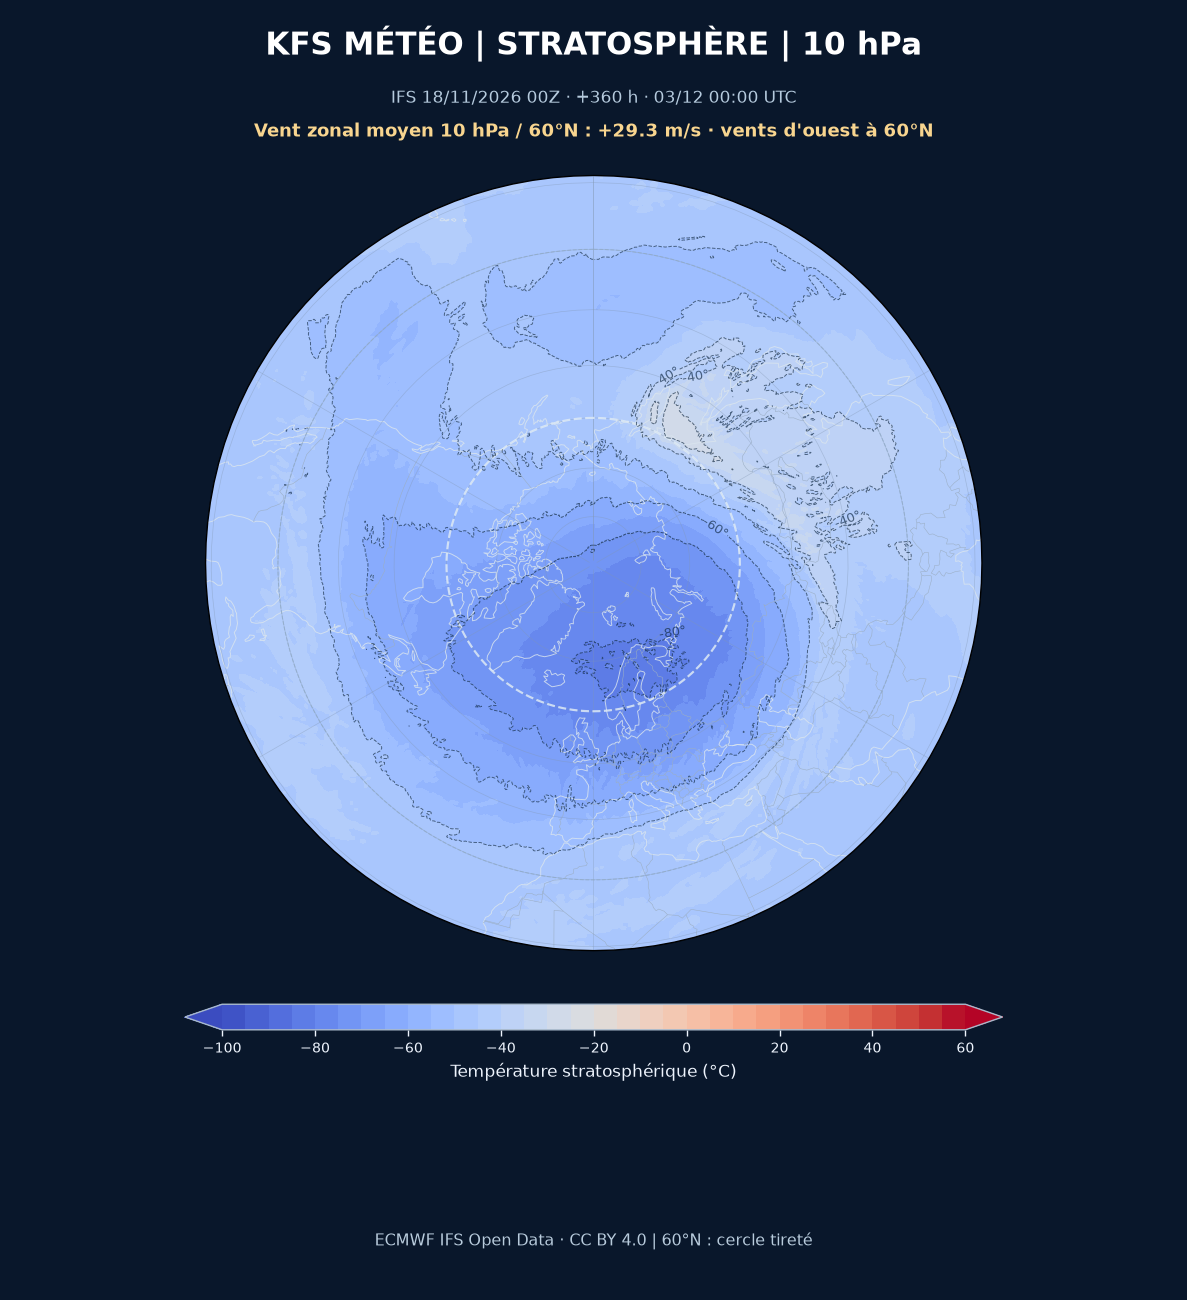 KFS MÉTÉO | STRATOSPHÈRE | 10 hPa
IFS 18/11/2026 00Z · +360 h · 03/12 00:00 UTC
Vent zonal moyen 10 hPa / 60°N : +29.3 m/s · vents d'ouest à 60°N
40°
-40
60°
40°
-80°
−100 −80 −60 −40 −20 0 20 40 60
Température stratosphérique (°C)
ECMWF IFS Open Data · CC BY 4.0 | 60°N : cercle tireté